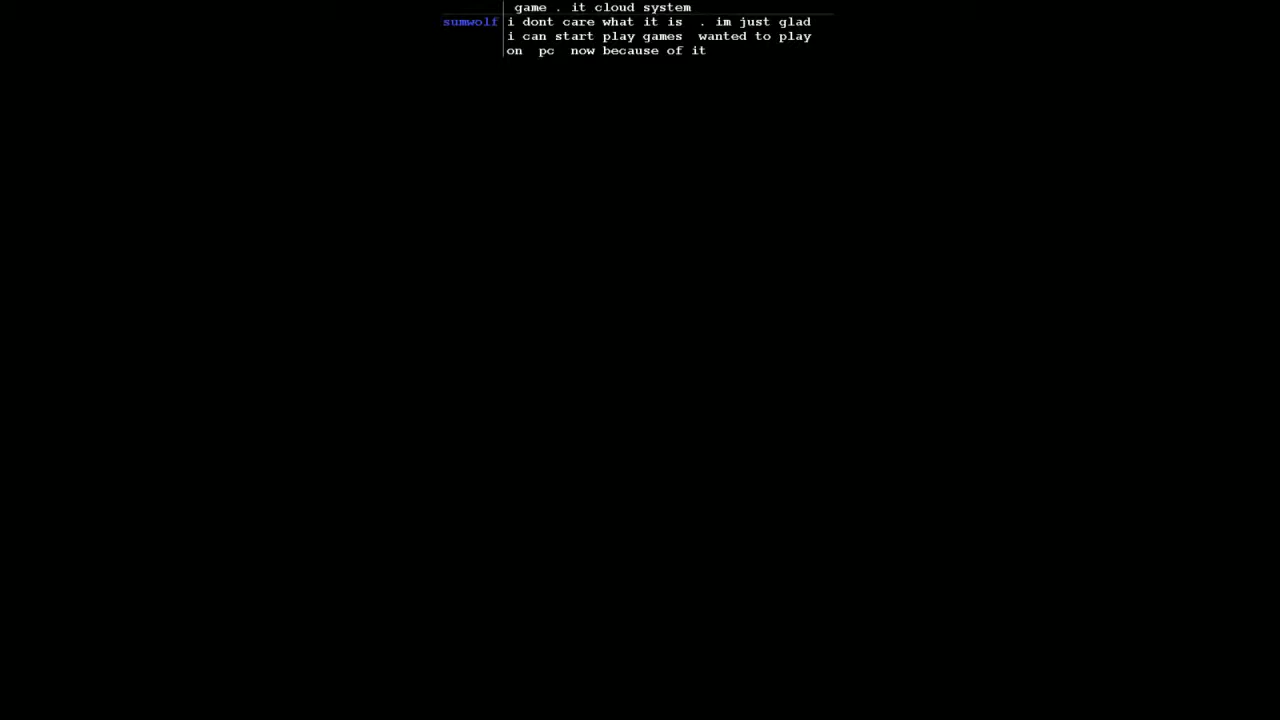 game . it cloud system
sumwolf i dont care what it is  . im just glad
i can start play games  wanted to play
on  pc  now because of it